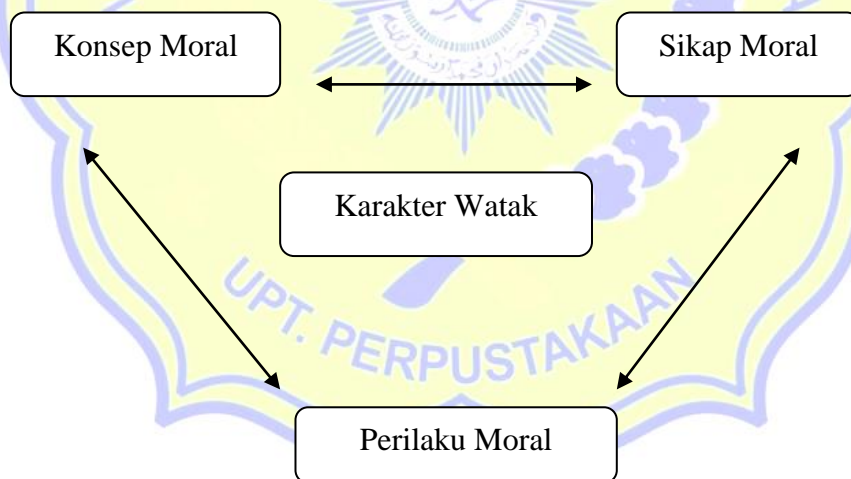 Konsep Moral
Sikap Moral
Karakter Watak
UPT. PERPUSTAKAAN
Perilaku Moral